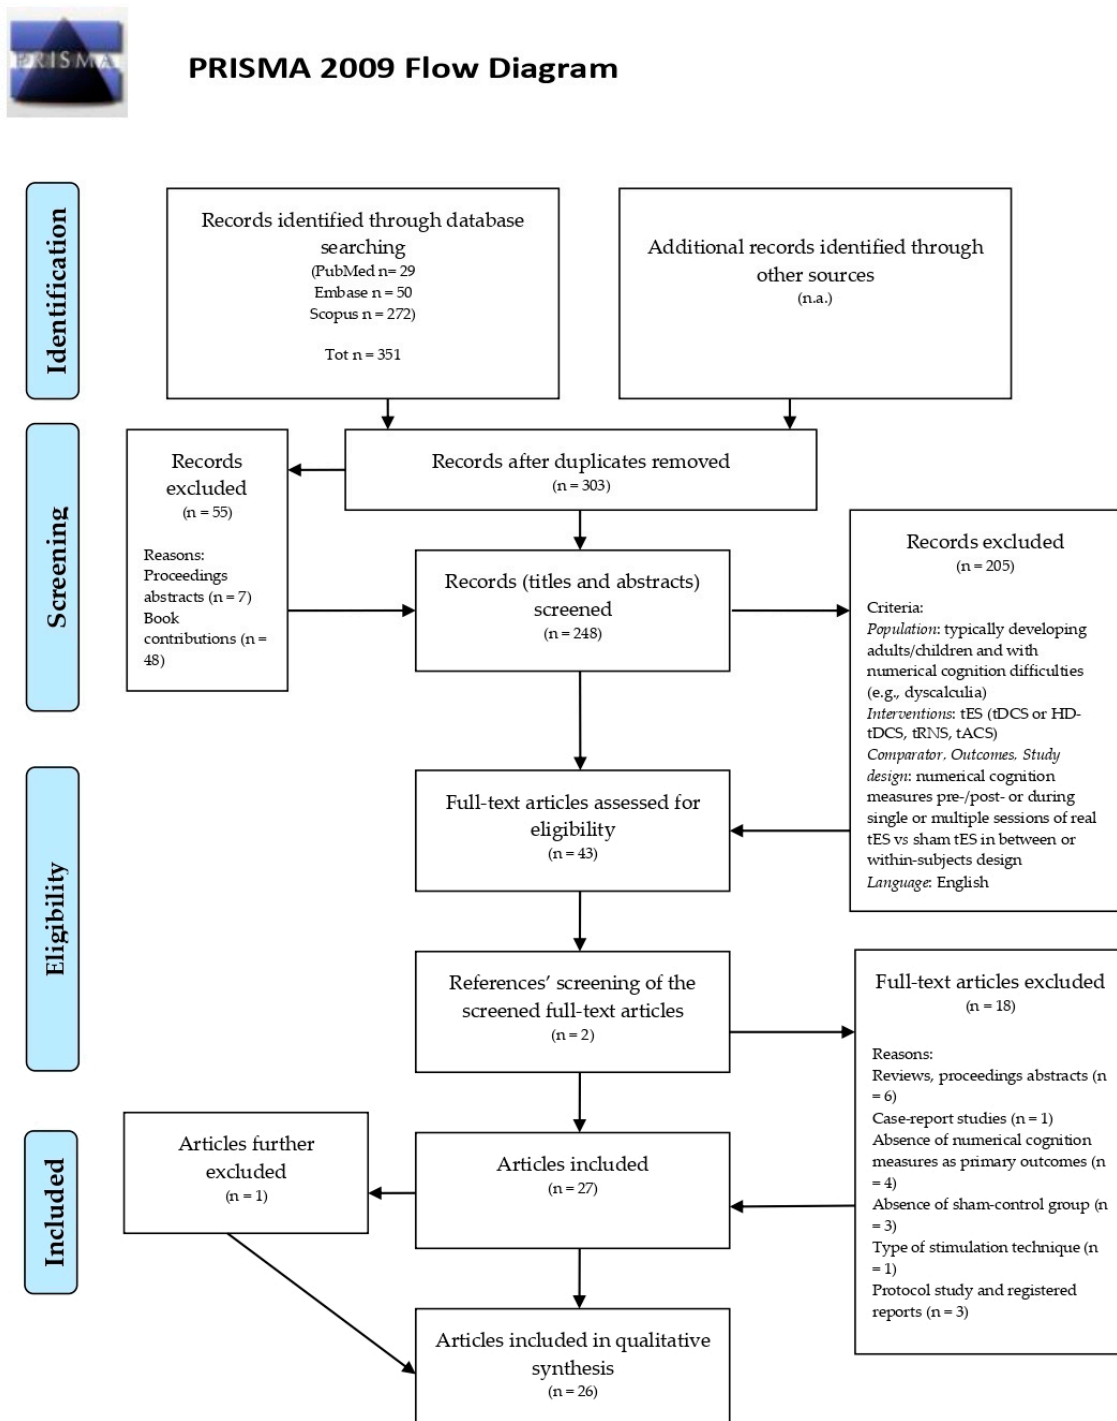 PRISMA
PRISMA 2009 Flow Diagram
Identification
Records identified through database
searching
(PubMed n= 29
Embase n = 50
Scopus n = 272)
Tot n = 351
Additional records identified through
other sources
(n.a.)
Screening
Records
excluded
(n = 55)
Reasons:
Proceedings
abstracts (n = 7)
Book
contributions (n =
48)
Records after duplicates removed
(n = 303)
Records (titles and abstracts)
screened
(n = 248)
Records excluded
(n = 205)
Criteria:
Population: typically developing
adults/children and with
numerical cognition difficulties
(e.g., dyscalculia)
Interventions: tES (tDCS or HD-
tDCS, tRNS, tACS)
Comparator, Outcomes, Study
design: numerical cognition
measures pre-/post- or during
single or multiple sessions of real
tES vs sham tES in between or
within-subjects design
Language: English
Eligibility
Full-text articles assessed for
eligibility
(n = 43)
References’ screening of the
screened full-text articles
(n = 2)
Full-text articles excluded
(n = 18)
Reasons:
Reviews, proceedings abstracts (n
= 6)
Case-report studies (n = 1)
Absence of numerical cognition
measures as primary outcomes (n
= 4)
Absence of sham-control group (n
= 3)
Type of stimulation technique (n
= 1)
Protocol study and registered
reports (n = 3)
Included
Articles further
excluded
(n = 1)
Articles included
(n = 27)
Articles included in qualitative
synthesis
(n = 26)